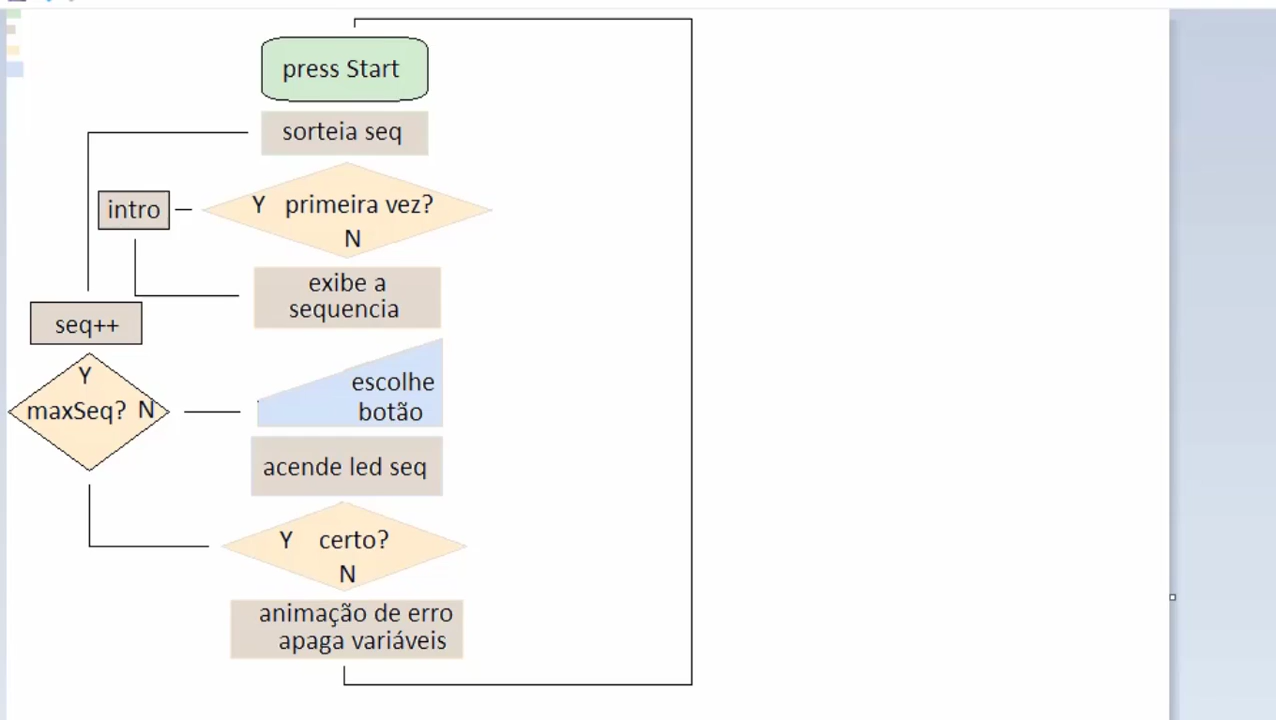 press Start
sorteia seq
intro
Y primeira vez?
N
exibe a
sequencia
seq++
Y
maxSeq? N
escolhe
botão
acende led seq
Y certo?
N
animação de erro
apaga variáveis